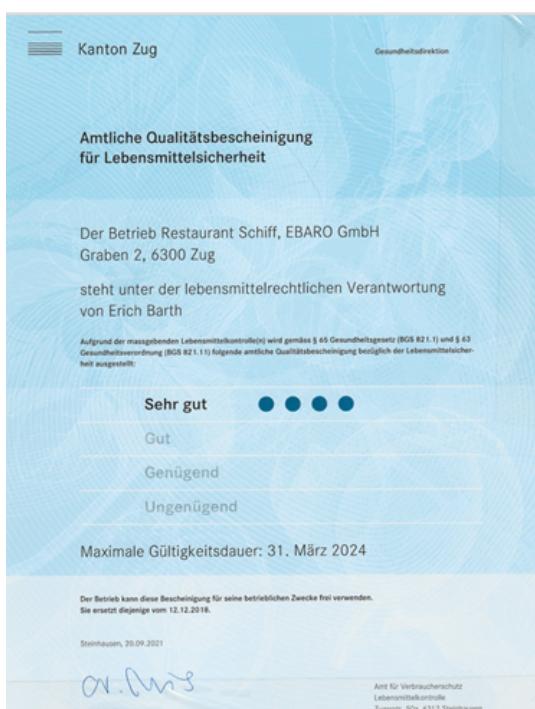 Kanton Zug
Gesundheitsdirektion
Amtliche Qualitätsbescheinigung
für Lebensmittelsicherheit
Der Betrieb Restaurant Schiff, EBARO GmbH
Graben 2, 6300 Zug
steht unter der lebensmittelrechtlichen Verantwortung
von Erich Barth
Aufgrund der massgebenden Lebensmittelkontrolle(n) wird gemäss § 65 Gesundheitsgesetz (BGS 821.1) und § 63
Gesundheitsverordnung (BGS 821.11) folgende amtliche Qualitätsbescheinigung bezüglich der Lebensmittelsicher-
heit ausgestellt:
Sehr gut
Gut
Genügend
Ungenügend
Maximale Gültigkeitsdauer: 31. März 2024
Der Betrieb kann diese Bescheinigung für seine betrieblichen Zwecke frei verwenden.
Sie ersetzt diejenige vom 12.12.2018.
Steinhausen, 20.09.2021
Amt für Verbraucherschutz
Lebensmittelkontrolle
6312 Steinhausen